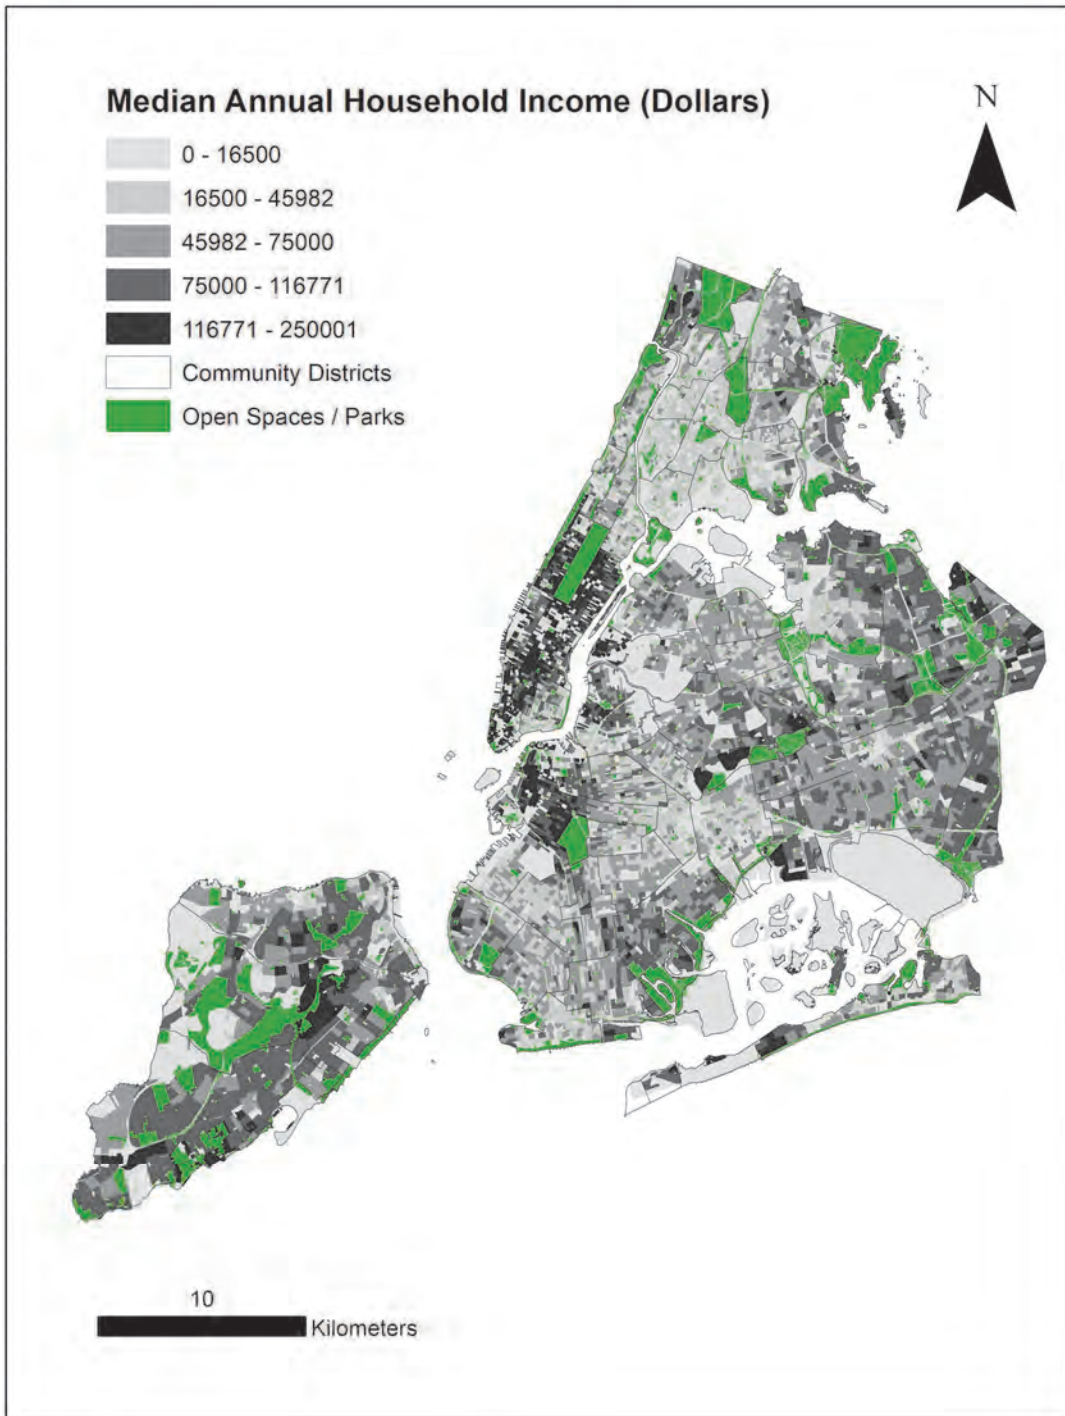 Median Annual Household Income (Dollars)
N
0 - 16500
16500 - 45982
45982 - 75000
75000 - 116771
116771 - 250001
Community Districts
Open Spaces / Parks
10
Kilometers